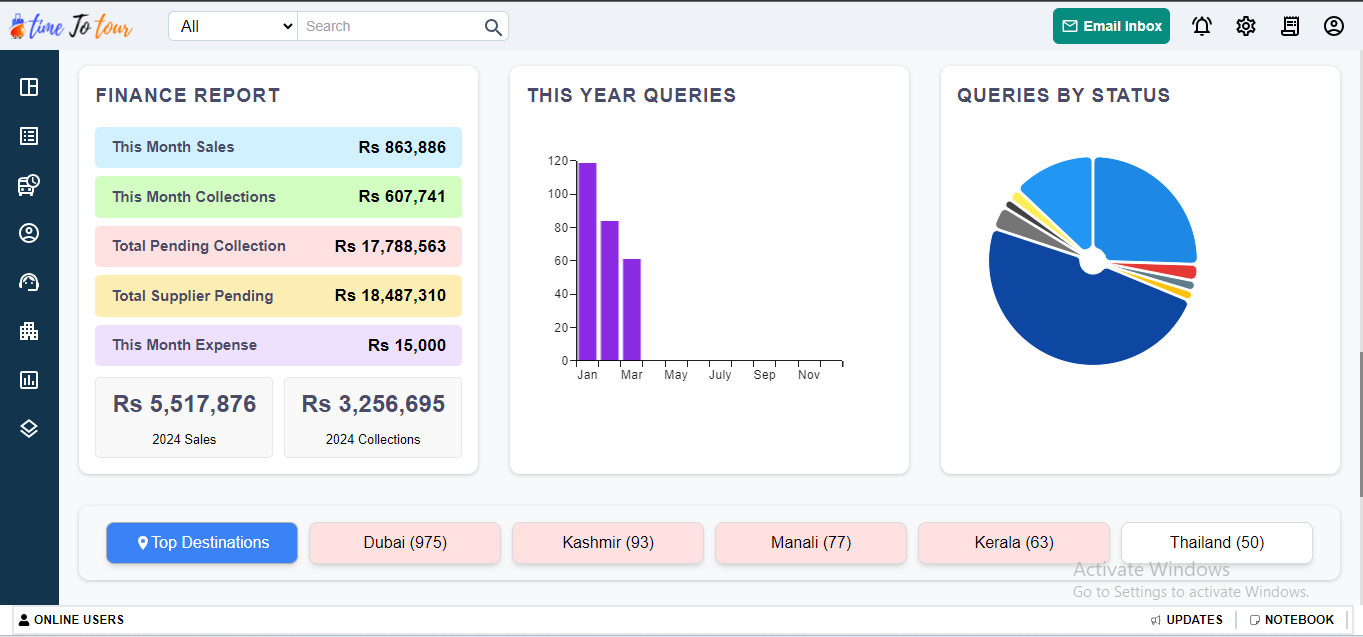 time To tour
All
Search
Email Inbox
FINANCE REPORT
This Month Sales Rs 863,886
This Month Collections Rs 607,741
Total Pending Collection Rs 17,788,563
Total Supplier Pending Rs 18,487,310
This Month Expense Rs 15,000
Rs 5,517,876
2024 Sales
Rs 3,256,695
2024 Collections
THIS YEAR QUERIES
120
100
80
60
40
20
0
Jan Mar May July Sep Nov
QUERIES BY STATUS
Top Destinations Dubai (975) Kashmir (93) Manali (77) Kerala (63) Thailand (50)
Activate Windows
Go to Settings to activate Windows.
ONLINE USERS UPDATES NOTEBOOK